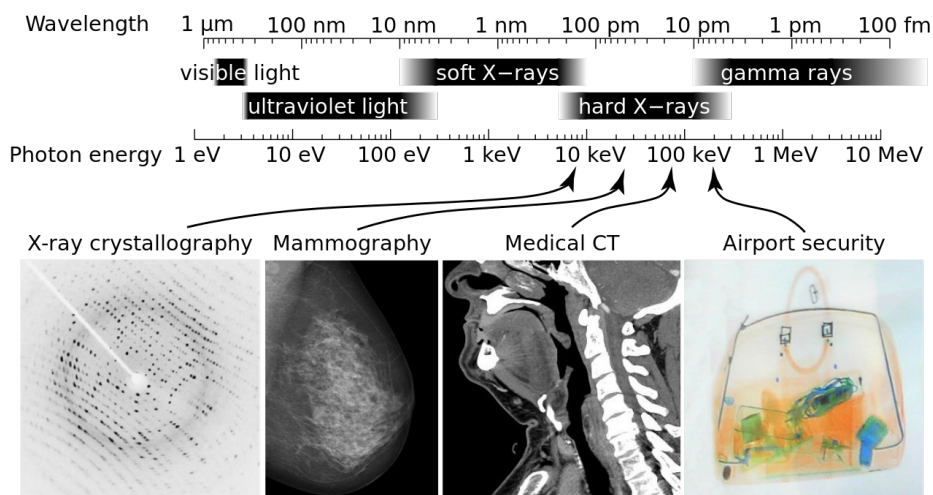 Wavelength 1 μm 100 nm 10 nm 1 nm 100 pm 10 pm 1 pm 100 fm
visible light soft X−rays gamma rays
ultraviolet light hard X−rays
Photon energy 1 eV 10 eV 100 eV 1 keV 10 keV 100 keV 1 MeV 10 MeV
X-ray crystallography Mammography Medical CT Airport security